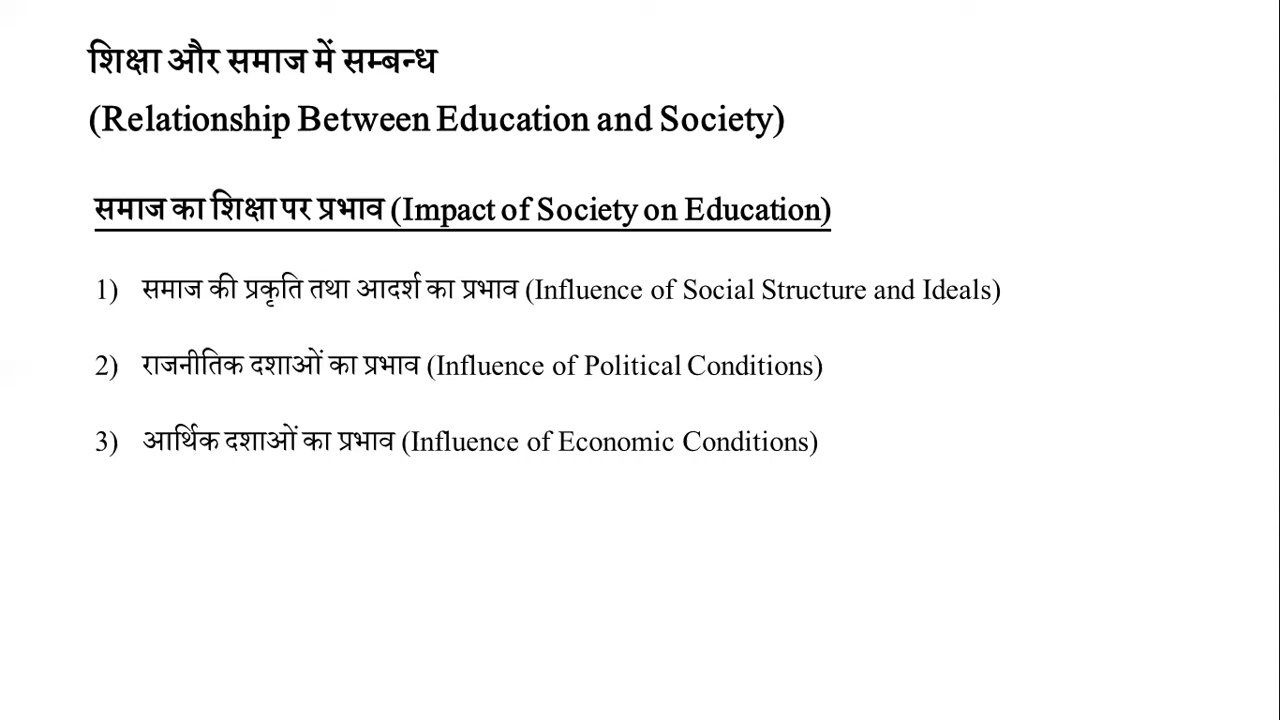 शिक्षा और समाज में सम्बन्ध
(Relationship Between Education and Society)
समाज का शिक्षा पर प्रभाव (Impact of Society on Education)
1) समाज की प्रकृति तथा आदर्श का प्रभाव (Influence of Social Structure and Ideals)
2) राजनीतिक दशाओं का प्रभाव (Influence of Political Conditions)
3) आर्थिक दशाओं का प्रभाव (Influence of Economic Conditions)